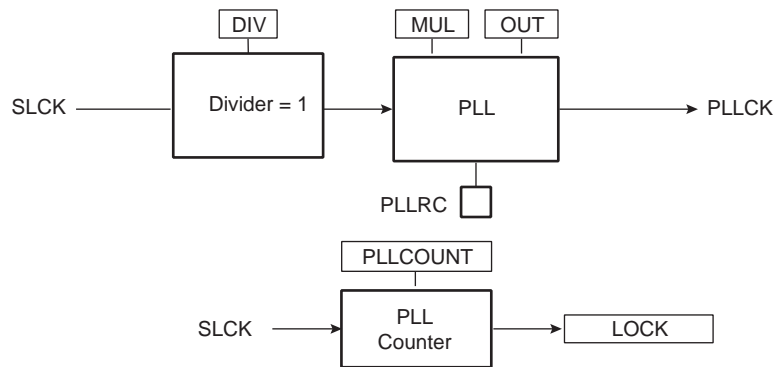 DIV
MUL
OUT
SLCK
Divider = 1
PLL
PLLCK
PLLRC
PLLCOUNT
SLCK
PLL
Counter
LOCK